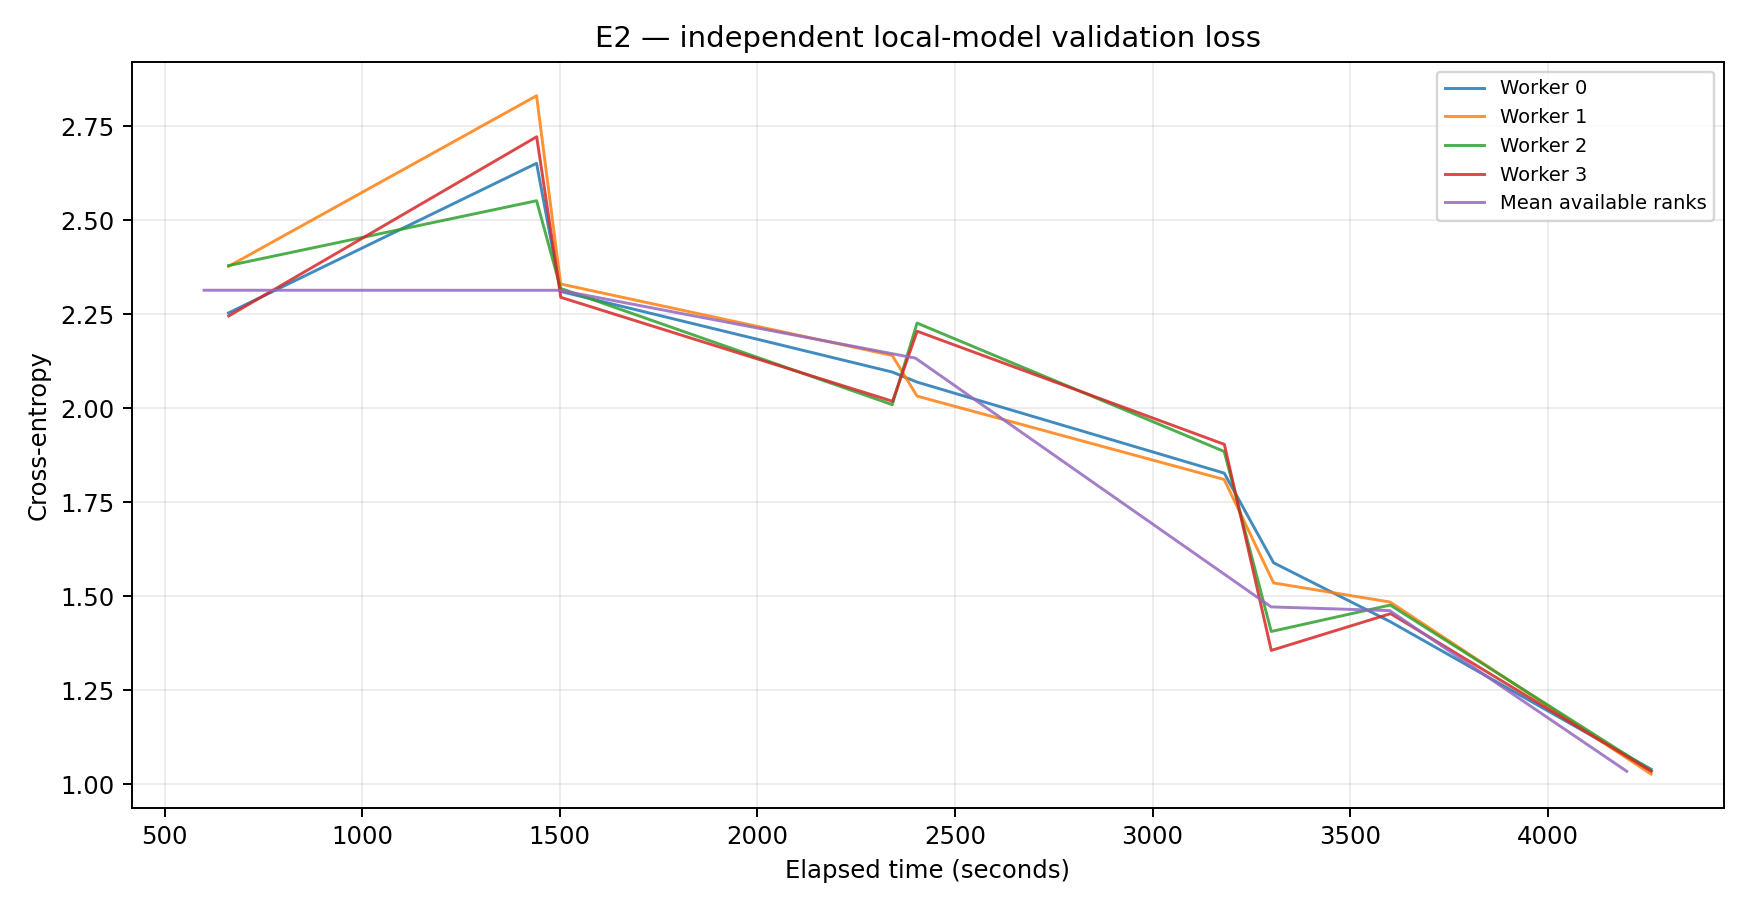 E2 — independent local-model validation loss
Worker 0
Worker 1
Worker 2
Worker 3
Mean available ranks
Cross-entropy
2.75
2.50
2.25
2.00
1.75
1.50
1.25
1.00
500 1000 1500 2000 2500 3000 3500 4000
Elapsed time (seconds)